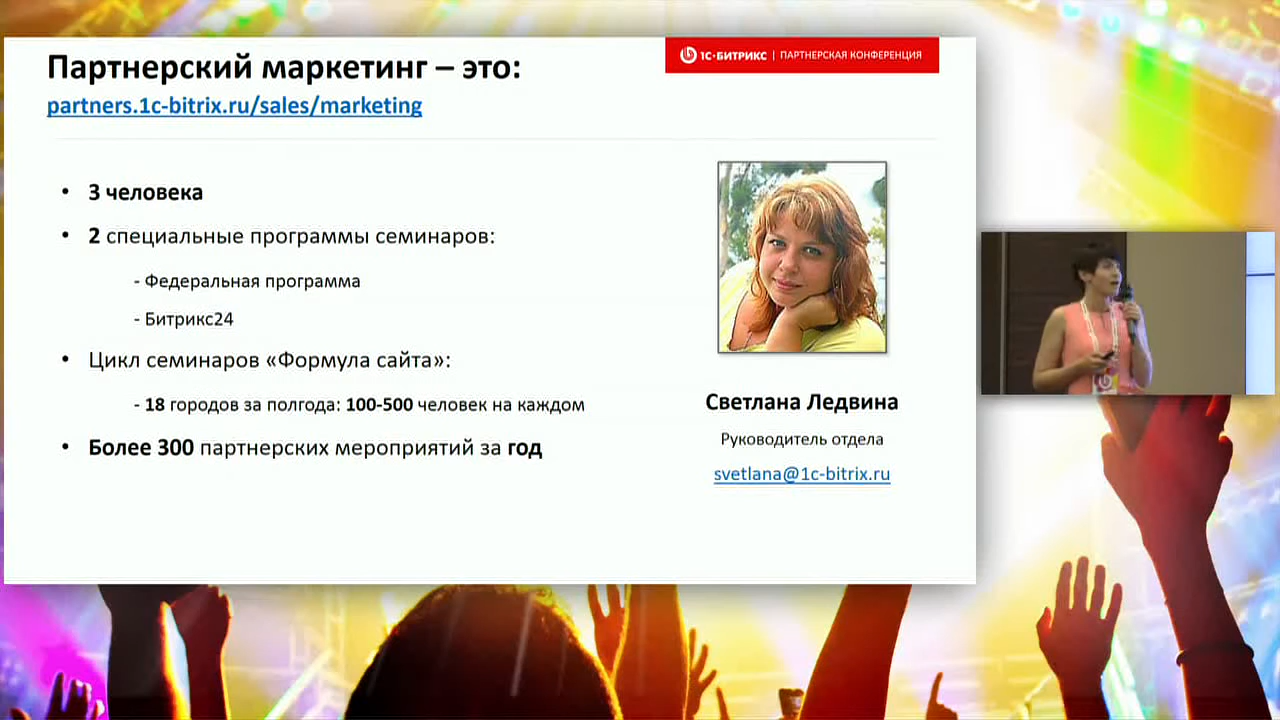 Партнерский маркетинг – это:
1С·БИТРИКС | ПАРТНЕРСКАЯ КОНФЕРЕНЦИЯ
partners.1c-bitrix.ru/sales/marketing
• 3 человека
• 2 специальные программы семинаров:
- Федеральная программа
- Битрикс24
• Цикл семинаров «Формула сайта»:
- 18 городов за полгода: 100-500 человек на каждом
• Более 300 партнерских мероприятий за год
Светлана Ледвина
Руководитель отдела
svetlana@1c-bitrix.ru